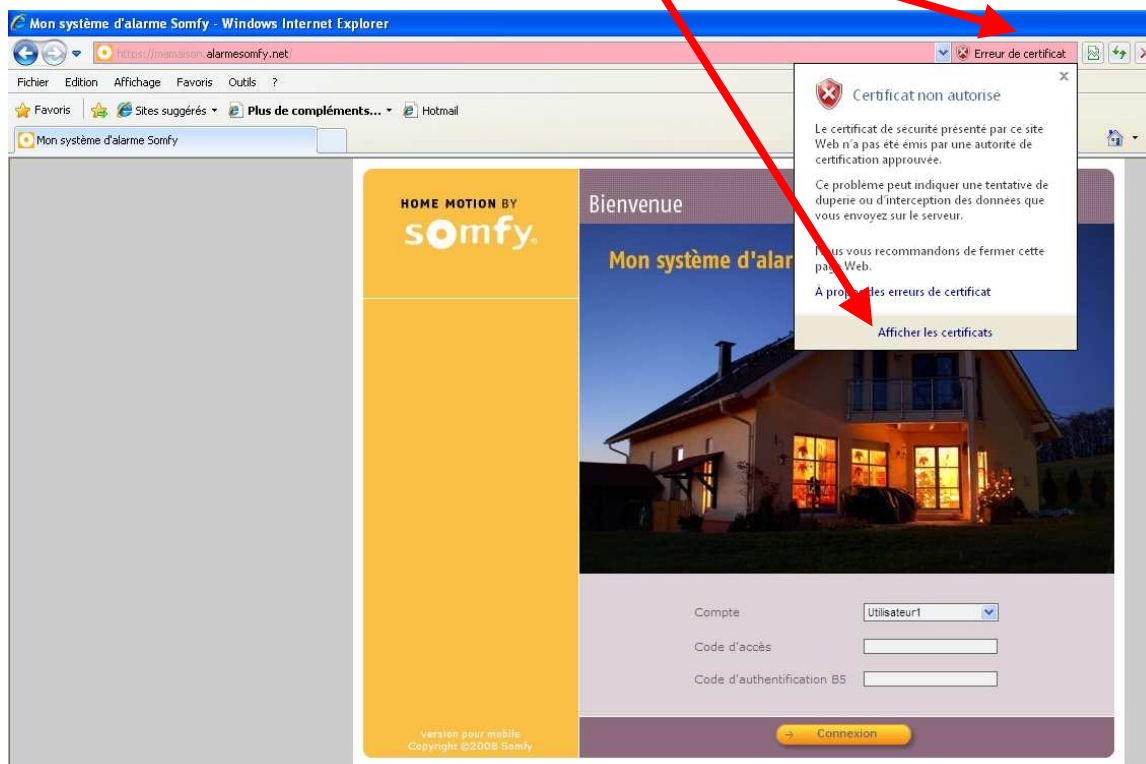 Mon système d'alarme Somfy - Windows Internet Explorer
https://mamaison.alarmesomfy.net/
Erreur de certificat
Fichier Edition Affichage Favoris Outils ?
Favoris Sites suggérés Plus de compléments... Hotmail
Mon système d'alarme Somfy
Certificat non autorisé
Le certificat de sécurité présenté par ce site
Web n'a pas été émis par une autorité de
certification approuvée.
Ce problème peut indiquer une tentative de
duperie ou d'interception des données que
vous envoyez sur le serveur.
Nous vous recommandons de fermer cette
page Web.
À propos des erreurs de certificat
Afficher les certificats
HOME MOTION BY
somfy.
Bienvenue
Mon système d'alar
Compte Utilisateur1
Code d'accès
Code d'authentification B5
version pour mobile
Copyright ©2008 Somfy
Connexion